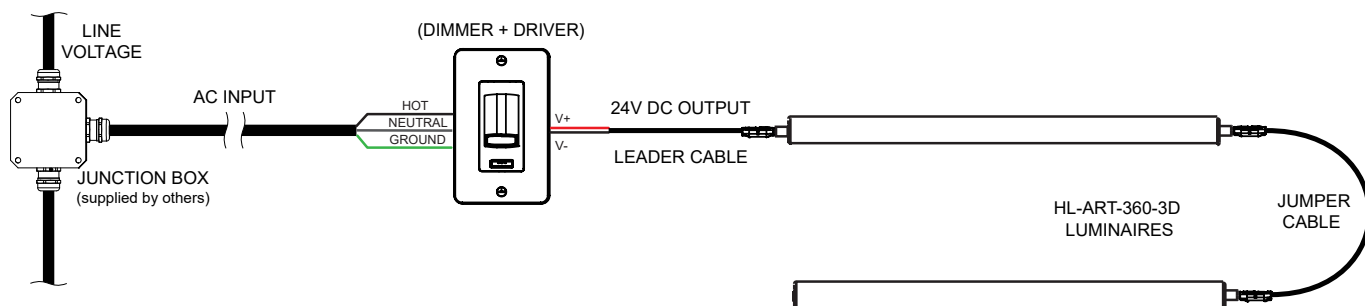 LINE
VOLTAGE
(DIMMER + DRIVER)
AC INPUT
HOT
NEUTRAL
GROUND
V+
V-
24V DC OUTPUT
LEADER CABLE
JUNCTION BOX
(supplied by others)
HL-ART-360-3D
LUMINAIRES
JUMPER
CABLE